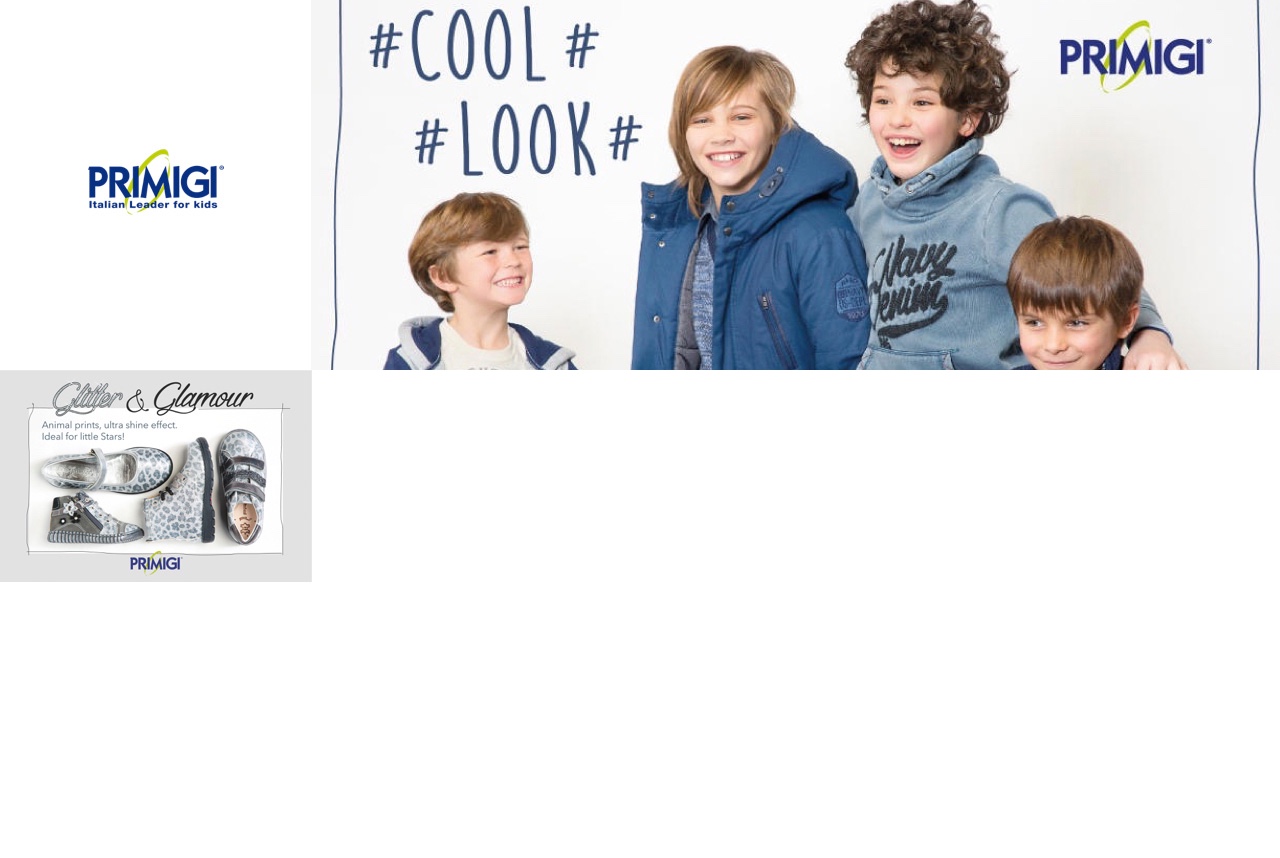 PRIMIGI®
Italian Leader for kids
#COOL#
#LOOK#
PRIMIGI®
Navy
Denim
Glitter & Glamour
Animal prints, ultra shine effect.
Ideal for little Stars!
PRIMIGI